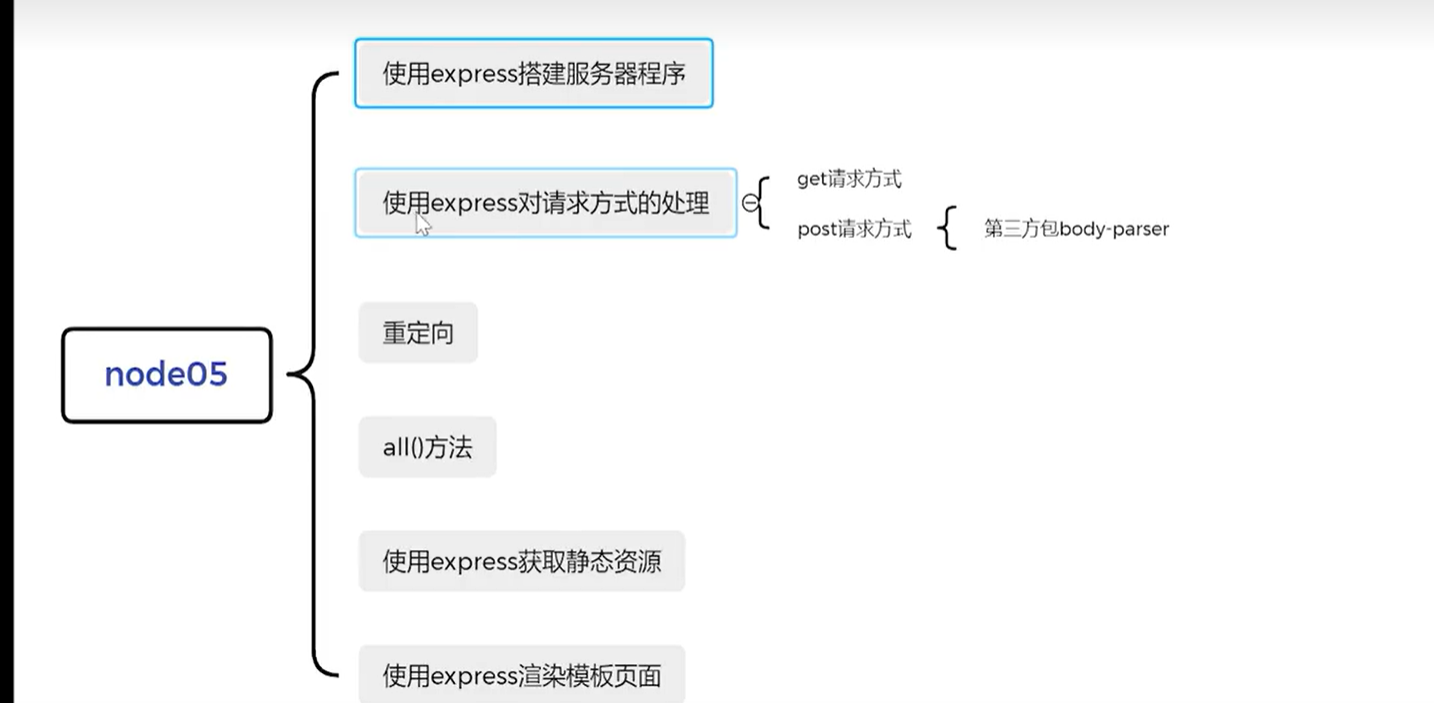 使用express搭建服务器程序
使用express对请求方式的处理
get请求方式
post请求方式
第三方包body-parser
重定向
node05
all()方法
使用express获取静态资源
使用express渲染模板页面